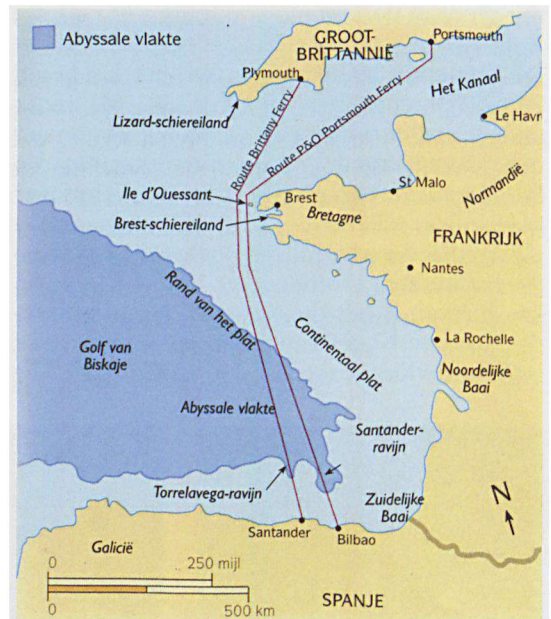 Abyssale vlakte
GROOT-
BRITTANNIË
Portsmouth
Plymouth
Het Kanaal
Lizard-schiereiland
Le Havr
Route Brittany Ferry
Route P&O Portsmouth Ferry
St Malo
Normandië
Ile d'Ouessant
Brest
Bretagne
Brest-schiereiland
FRANKRIJK
Nantes
Rand van het plat
Continentaal plat
La Rochelle
Golf van
Biskaje
Noordelijke
Baai
Abyssale vlakte
Santander-
ravijn
Torrelavega-ravijn
Zuidelijke
Baai
N
Santander
Bilbao
Galicië
0 250 mijl
0 500 km
SPANJE